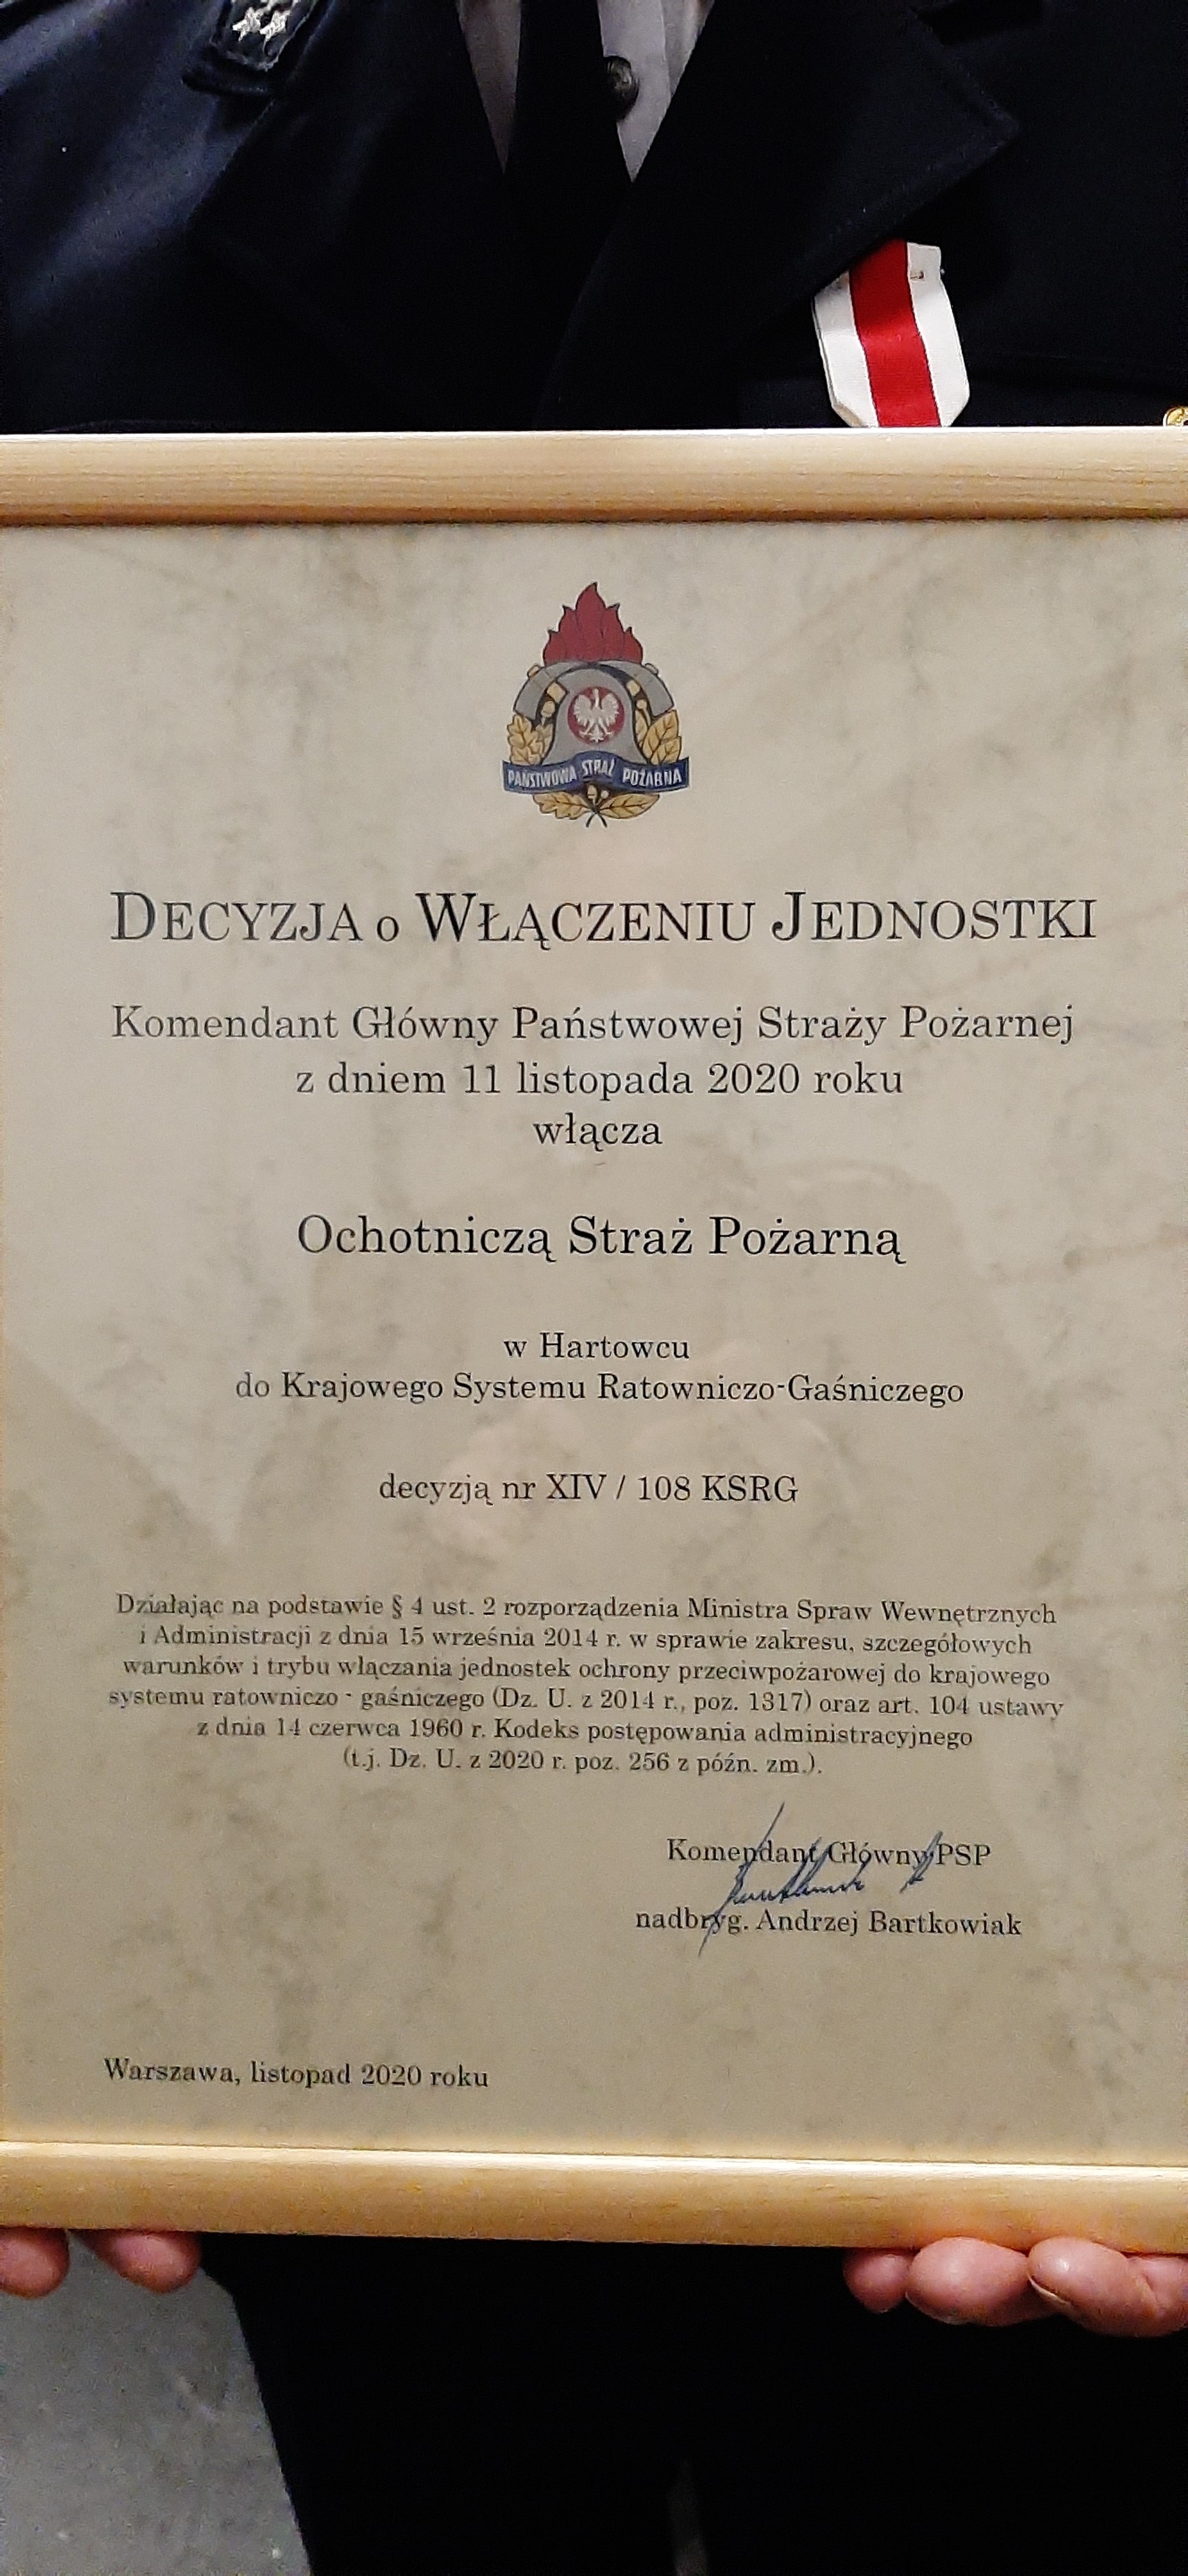 PAŃSTWOWA STRAŻ POŻARNA
DECYZJA o WŁĄCZENIU JEDNOSTKI
Komendant Główny Państwowej Straży Pożarnej
z dniem 11 listopada 2020 roku
włącza
Ochotniczą Straż Pożarną
w Hartowcu
do Krajowego Systemu Ratowniczo-Gaśniczego
decyzją nr XIV / 108 KSRG
Działając na podstawie § 4 ust. 2 rozporządzenia Ministra Spraw Wewnętrznych
i Administracji z dnia 15 września 2014 r. w sprawie zakresu, szczegółowych
warunków i trybu włączania jednostek ochrony przeciwpożarowej do krajowego
systemu ratowniczo - gaśniczego (Dz. U. z 2014 r., poz. 1317) oraz art. 104 ustawy
z dnia 14 czerwca 1960 r. Kodeks postępowania administracyjnego
(t.j. Dz. U. z 2020 r. poz. 256 z późn. zm.).
Komendant Główny PSP
nadbryg. Andrzej Bartkowiak
Warszawa, listopad 2020 roku